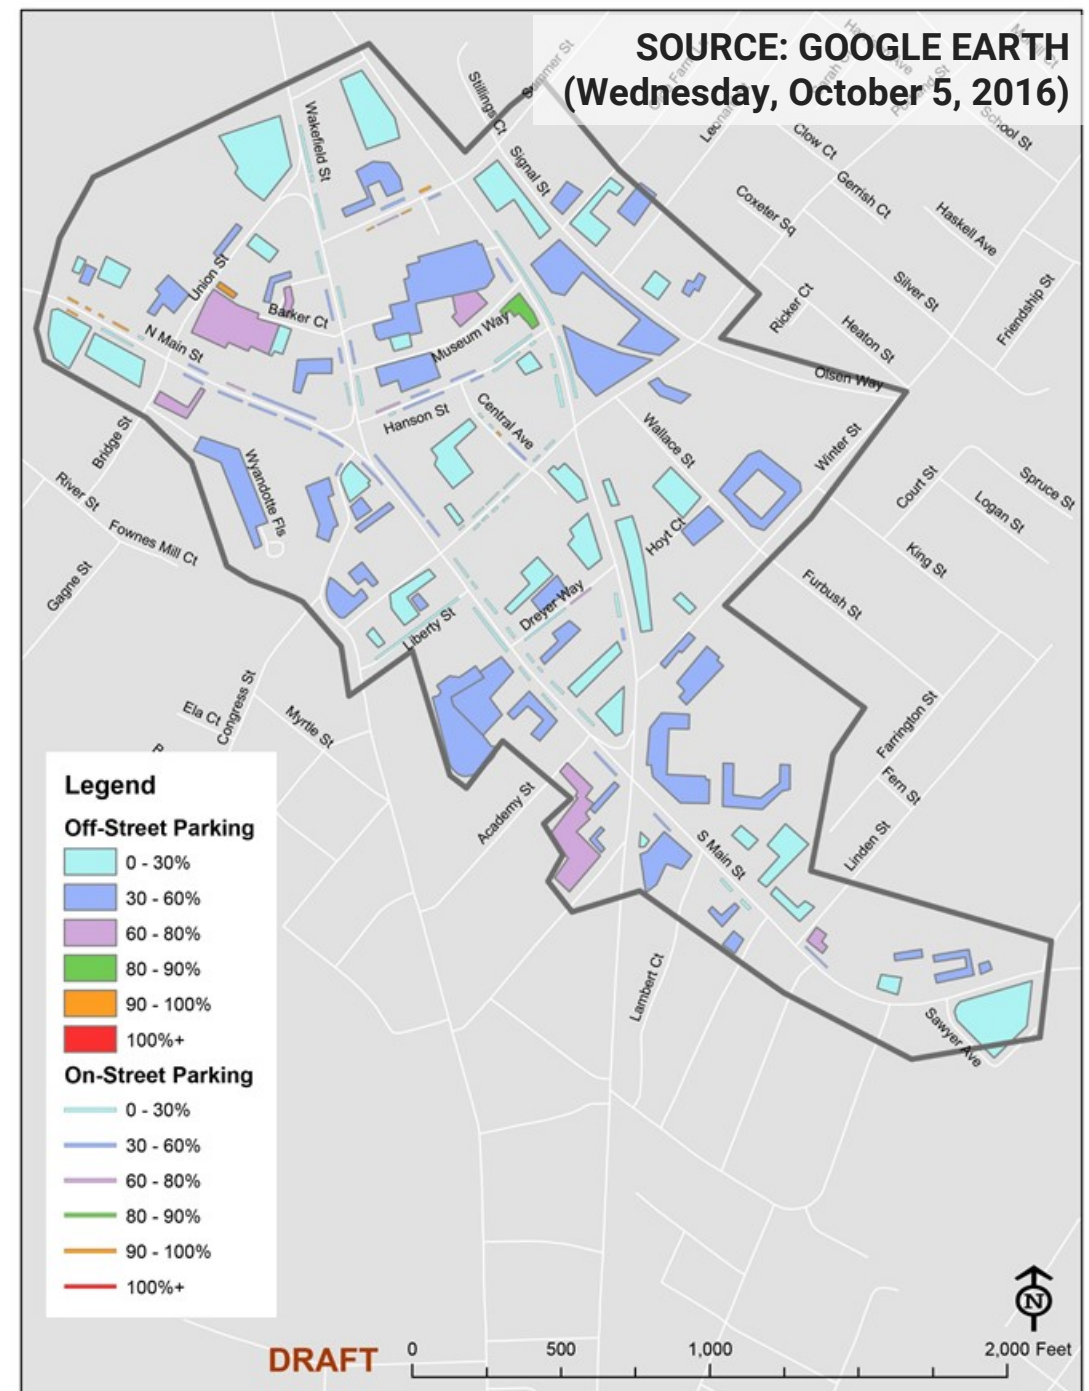 SOURCE: GOOGLE EARTH
(Wednesday, October 5, 2016)
Stillings Ct
Wakefield St
Signal St
School St
Clow Ct
Gerrish Ct
Coxeter Sq
Haskell Ave
Union St
Silver St
Friendship St
Ricker Ct
Barker Ct
N Main St
Museum Way
Heaton St
Olsen Way
Hanson St
Central Ave
Wallace St
Winter St
Bridge St
Wyandotte Fls
River St
Court St
Spruce St
Logan St
Fownes Mill Ct
Hoyt Ct
King St
Gagne St
Furbush St
Dreyer Way
Liberty St
Congress St
Ela Ct
Myrtle St
Farrington St
Fern St
Academy St
S Main St
Linden St
Lambert Ct
Sawyer Ave
Legend
Off-Street Parking
0 - 30%
30 - 60%
60 - 80%
80 - 90%
90 - 100%
100%+
On-Street Parking
0 - 30%
30 - 60%
60 - 80%
80 - 90%
90 - 100%
100%+
N
DRAFT
0 500 1,000 2,000 Feet